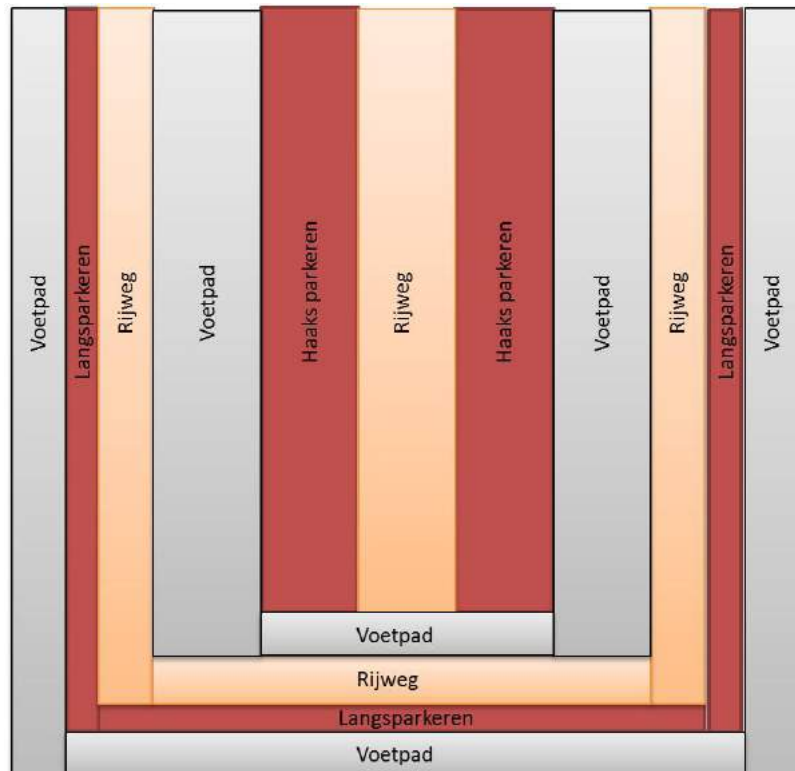 Voetpad
Langsparkeren
Rijweg
Voetpad
Haaks parkeren
Rijweg
Haaks parkeren
Voetpad
Rijweg
Langsparkeren
Voetpad
Voetpad
Rijweg
Langsparkeren
Voetpad